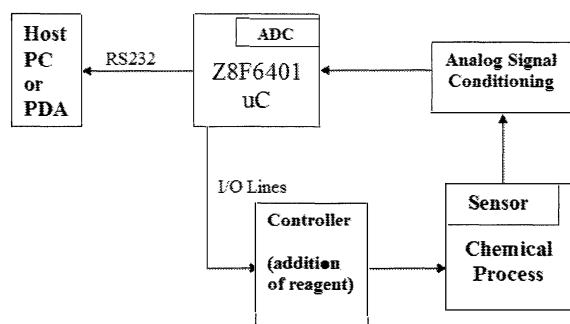 Host
PC
or
PDA
RS232
ADC
Z8F6401
uC
Analog Signal
Conditioning
I/O Lines
Controller
(addition
of reagent)
Sensor
Chemical
Process